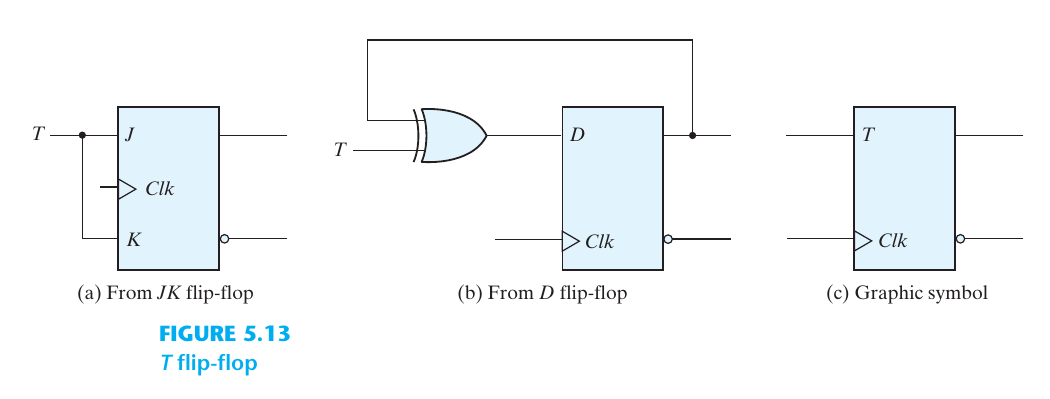 T
J
Clk
K
(a) From JK flip-flop
T
D
Clk
(b) From D flip-flop
T
Clk
(c) Graphic symbol
FIGURE 5.13
T flip-flop